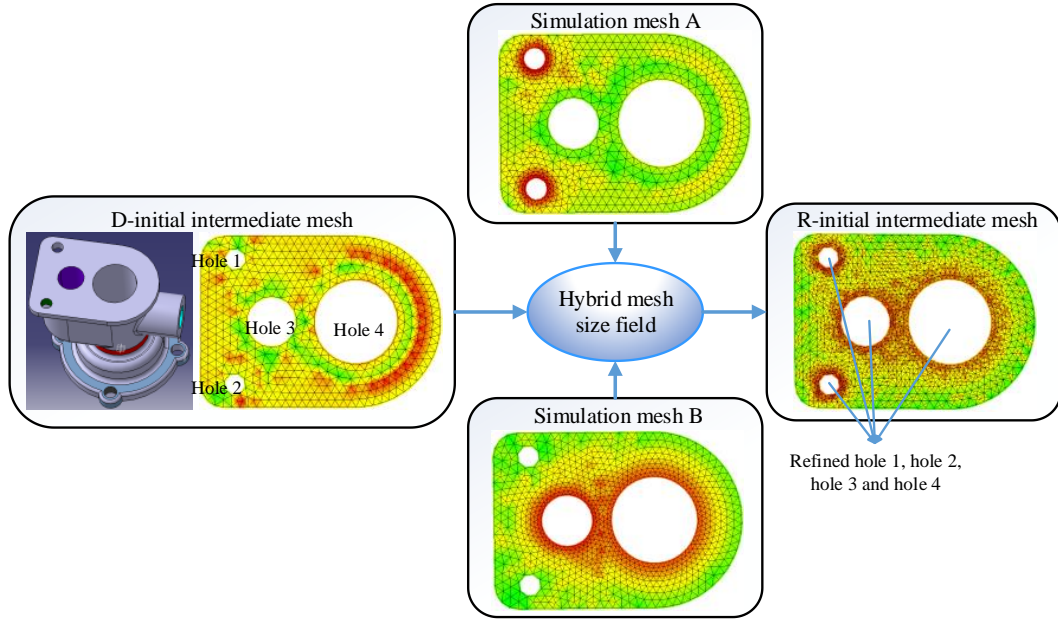 Simulation mesh A
D-initial intermediate mesh
Hole 1
Hole 3
Hole 4
Hole 2
Hybrid mesh
size field
R-initial intermediate mesh
Simulation mesh B
Refined hole 1, hole 2,
hole 3 and hole 4